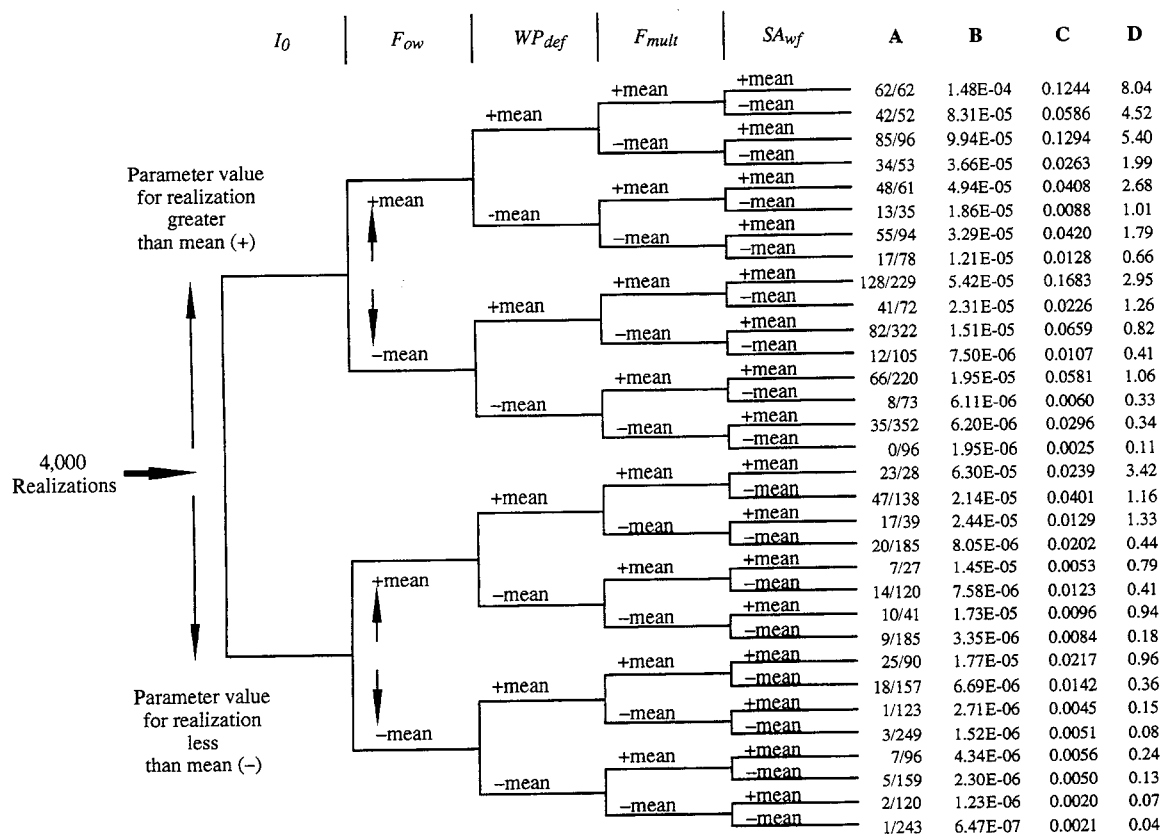 I0 Fow WPdef Fmult SAwf A B C D
+mean 62/62 1.48E-04 0.1244 8.04
+mean
−mean 42/52 8.31E-05 0.0586 4.52
+mean
+mean 85/96 9.94E-05 0.1294 5.40
−mean
−mean 34/53 3.66E-05 0.0263 1.99
Parameter value
for realization
greater
than mean (+)
+mean
+mean 48/61 4.94E-05 0.0408 2.68
+mean
−mean 13/35 1.86E-05 0.0088 1.01
-mean
+mean 55/94 3.29E-05 0.0420 1.79
−mean
−mean 17/78 1.21E-05 0.0128 0.66
+mean 128/229 5.42E-05 0.1683 2.95
+mean
−mean 41/72 2.31E-05 0.0226 1.26
+mean
+mean 82/322 1.51E-05 0.0659 0.82
−mean
−mean 12/105 7.50E-06 0.0107 0.41
−mean
+mean 66/220 1.95E-05 0.0581 1.06
+mean
−mean 8/73 6.11E-06 0.0060 0.33
−mean
+mean 35/352 6.20E-06 0.0296 0.34
−mean
−mean 0/96 1.95E-06 0.0025 0.11
4,000
Realizations
+mean 23/28 6.30E-05 0.0239 3.42
+mean
−mean 47/138 2.14E-05 0.0401 1.16
+mean
+mean 17/39 2.44E-05 0.0129 1.33
−mean
−mean 20/185 8.05E-06 0.0202 0.44
+mean
+mean 7/27 1.45E-05 0.0053 0.79
+mean
−mean 14/120 7.58E-06 0.0123 0.41
−mean
+mean 10/41 1.73E-05 0.0096 0.94
−mean
−mean 9/185 3.35E-06 0.0084 0.18
+mean 25/90 1.77E-05 0.0217 0.96
+mean
−mean 18/157 6.69E-06 0.0142 0.36
+mean
Parameter value
for realization
less
than mean (−)
+mean 1/123 2.71E-06 0.0045 0.15
−mean
−mean 3/249 1.52E-06 0.0051 0.08
−mean
+mean 7/96 4.34E-06 0.0056 0.24
+mean
−mean 5/159 2.30E-06 0.0050 0.13
−mean
+mean 2/120 1.23E-06 0.0020 0.07
−mean
−mean 1/243 6.47E-07 0.0021 0.04